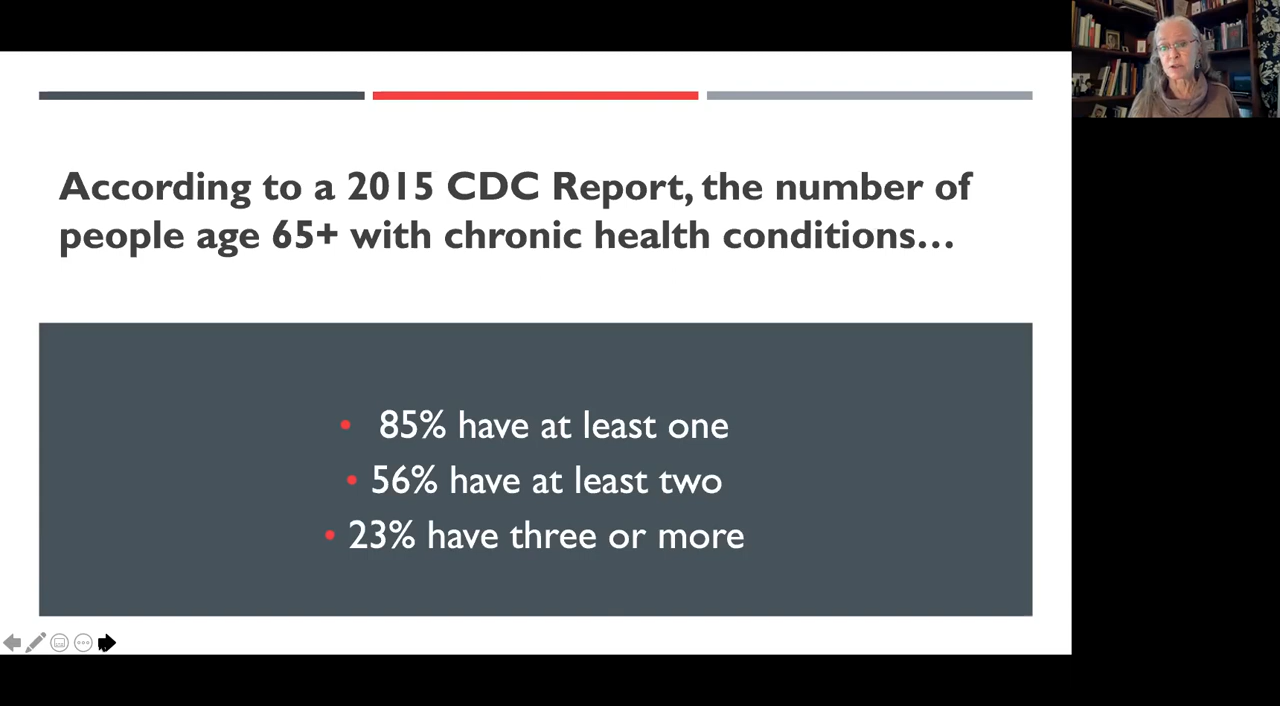 According to a 2015 CDC Report, the number of
people age 65+ with chronic health conditions…
• 85% have at least one
• 56% have at least two
• 23% have three or more